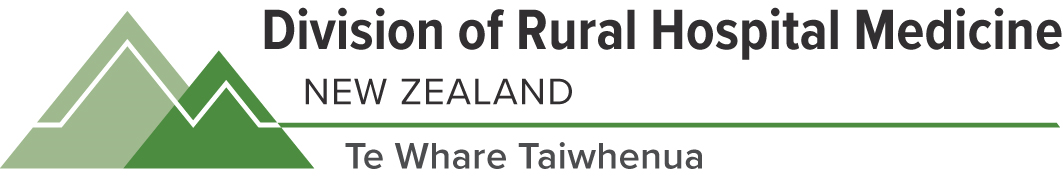 Division of Rural Hospital Medicine
NEW ZEALAND
Te Whare Taiwhenua